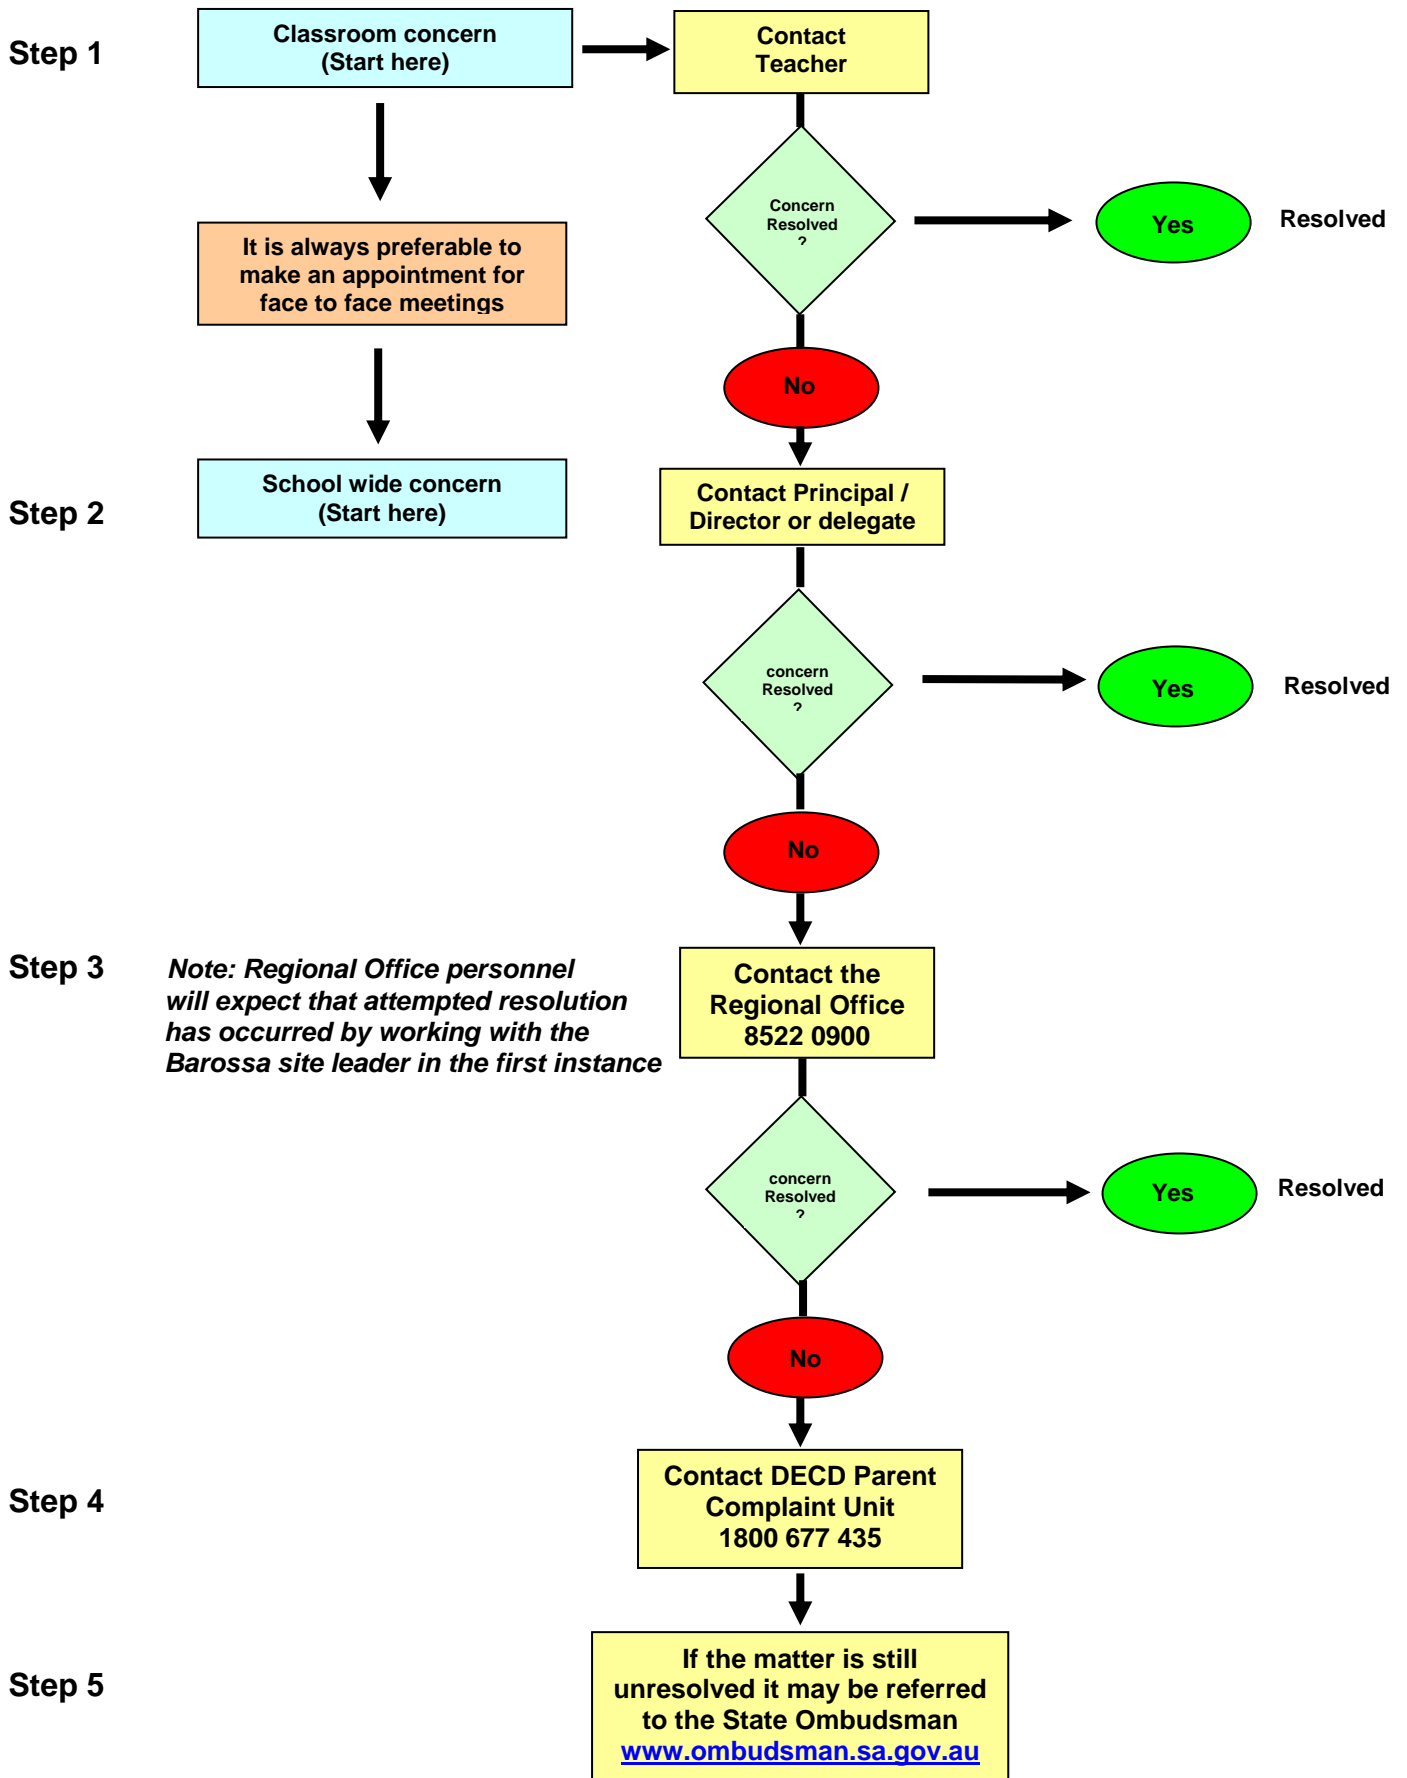 Step 1
Classroom concern
(Start here)
Contact
Teacher
Concern
Resolved
?
Yes
Resolved
It is always preferable to
make an appointment for
face to face meetings
No
Step 2
School wide concern
(Start here)
Contact Principal /
Director or delegate
concern
Resolved
?
Yes
Resolved
No
Step 3
Note: Regional Office personnel
will expect that attempted resolution
has occurred by working with the
Barossa site leader in the first instance
Contact the
Regional Office
8522 0900
concern
Resolved
?
Yes
Resolved
No
Step 4
Contact DECD Parent
Complaint Unit
1800 677 435
Step 5
If the matter is still
unresolved it may be referred
to the State Ombudsman
www.ombudsman.sa.gov.au